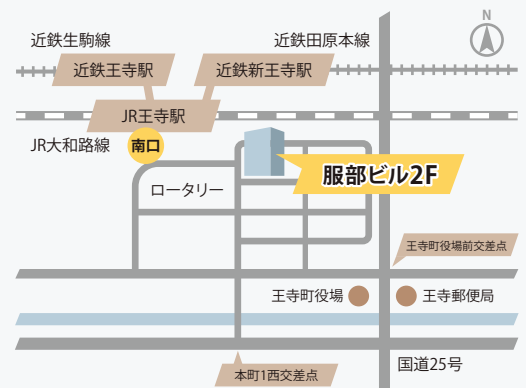 N
近鉄生駒線
近鉄田原本線
近鉄王寺駅
近鉄新王寺駅
JR王寺駅
JR大和路線
南口
服部ビル2F
ロータリー
王寺町役場前交差点
王寺町役場
王寺郵便局
国道25号
本町1西交差点